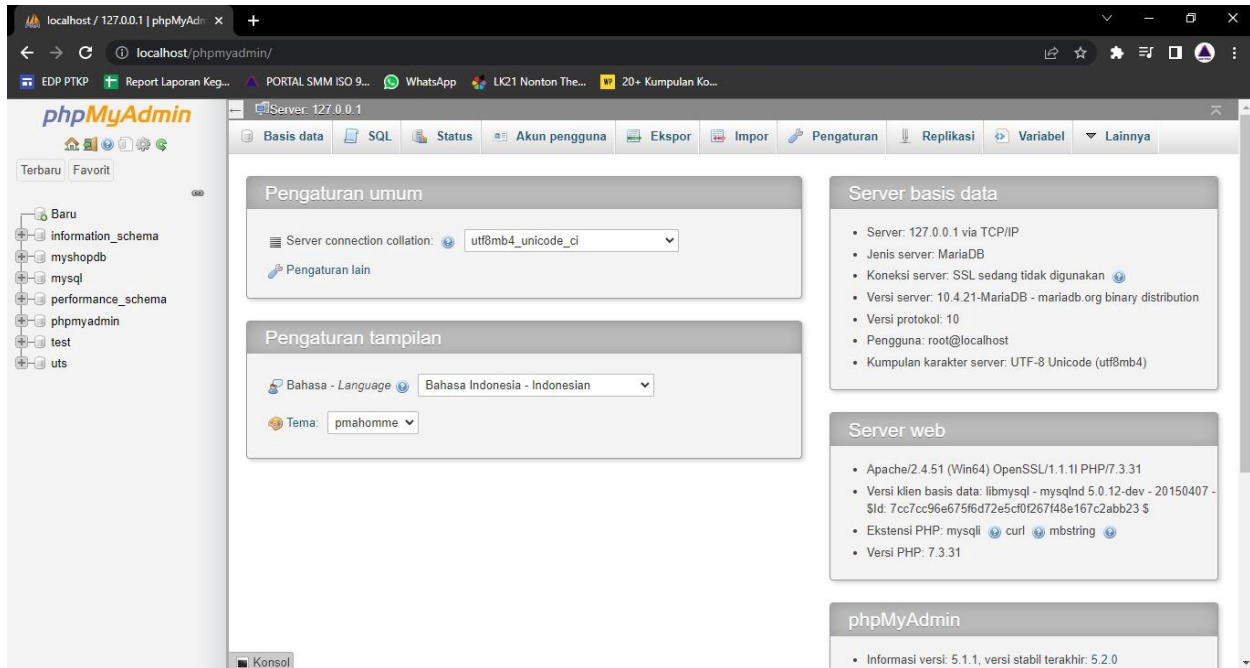 localhost / 127.0.0.1 | phpMyAdm
localhost/phpmyadmin/
EDP PTKP
Report Laporan Keg...
PORTAL SMM ISO 9...
WhatsApp
LK21 Nonton The...
WP 20+ Kumpulan Ko...
phpMyAdmin
Terbaru Favorit
Baru
information_schema
myshopdb
mysql
performance_schema
phpmyadmin
test
uts
Server: 127.0.0.1
Basis data
SQL
Status
Akun pengguna
Ekspor
Impor
Pengaturan
Replikasi
Variabel
Lainnya
Pengaturan umum
Server connection collation: utf8mb4_unicode_ci
Pengaturan lain
Pengaturan tampilan
Bahasa - Language Bahasa Indonesia - Indonesian
Tema: pmahomme
Server basis data
Server: 127.0.0.1 via TCP/IP
Jenis server: MariaDB
Koneksi server: SSL sedang tidak digunakan
Versi server: 10.4.21-MariaDB - mariadb.org binary distribution
Versi protokol: 10
Pengguna: root@localhost
Kumpulan karakter server: UTF-8 Unicode (utf8mb4)
Server web
Apache/2.4.51 (Win64) OpenSSL/1.1.1l PHP/7.3.31
Versi klien basis data: libmysql - mysqlnd 5.0.12-dev - 20150407 -
$Id: 7cc7cc96e675f6d72e5cf0f267f48e167c2abb23 $
Ekstensi PHP: mysqli curl mbstring
Versi PHP: 7.3.31
phpMyAdmin
Informasi versi: 5.1.1, versi stabil terakhir: 5.2.0
Konsol